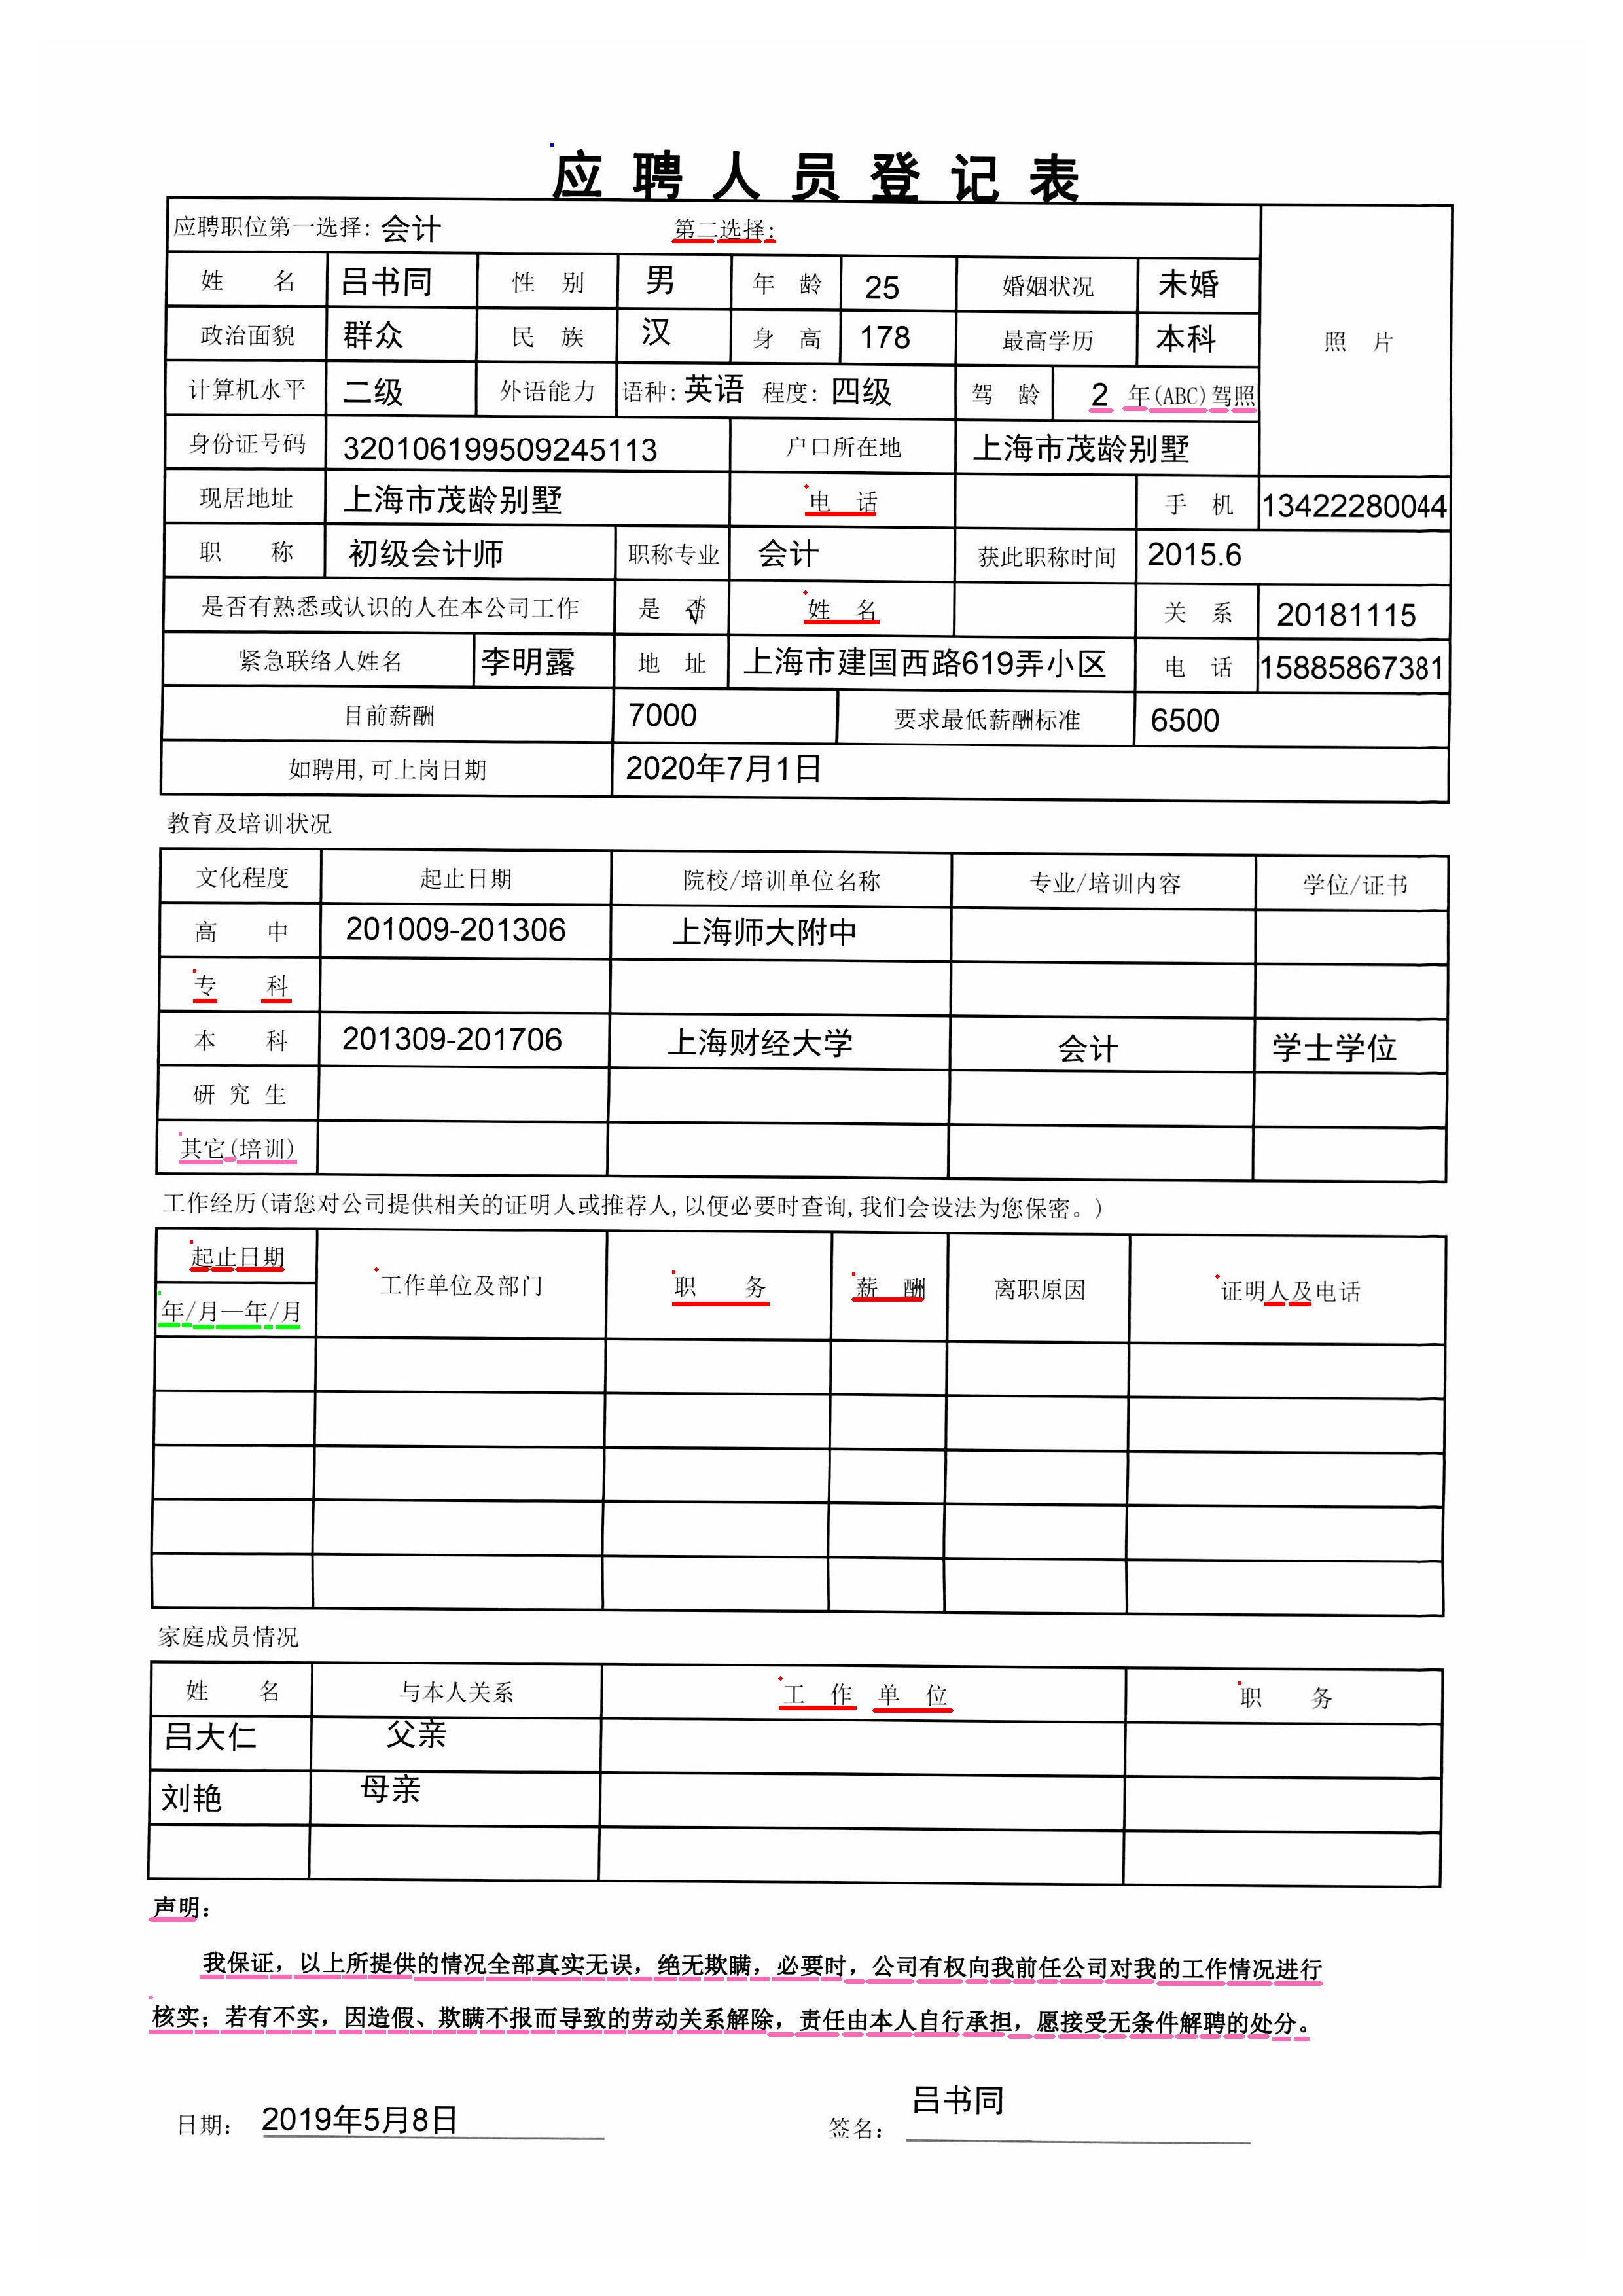 应聘人员登记表
应聘职位第一选择: 会计 第二选择:
姓 名 吕书同 性 别 男 年 龄 25 婚姻状况 未婚
照 片
政治面貌 群众 民 族 汉 身 高 178 最高学历 本科
计算机水平 二级 外语能力 语种: 英语 程度: 四级 驾 龄 2 年(ABC)驾照
身份证号码 320106199509245113 户口所在地 上海市茂龄别墅
现居地址 上海市茂龄别墅 电 话 手 机 13422280044
职 称 初级会计师 职称专业 会计 获此职称时间 2015.6
是否有熟悉或认识的人在本公司工作 是 否 √ 姓 名 关 系 20181115
紧急联络人姓名 李明露 地 址 上海市建国西路619弄小区 电 话 15885867381
目前薪酬 7000 要求最低薪酬标准 6500
如聘用,可上岗日期 2020年7月1日
教育及培训状况
文化程度 起止日期 院校/培训单位名称 专业/培训内容 学位/证书
高 中 201009-201306 上海师大附中
专 科
本 科 201309-201706 上海财经大学 会计 学士学位
研 究 生
其它(培训)
工作经历(请您对公司提供相关的证明人或推荐人,以便必要时查询,我们会设法为您保密。)
起止日期 工作单位及部门 职 务 薪 酬 离职原因 证明人及电话
年/月—年/月
家庭成员情况
姓 名 与本人关系 工 作 单 位 职 务
吕大仁 父亲
刘艳 母亲
声明:
我保证，以上所提供的情况全部真实无误，绝无欺瞒，必要时，公司有权向我前任公司对我的工作情况进行
核实；若有不实，因造假、欺瞒不报而导致的劳动关系解除，责任由本人自行承担，愿接受无条件解聘的处分。
日期: 2019年5月8日 签名: 吕书同